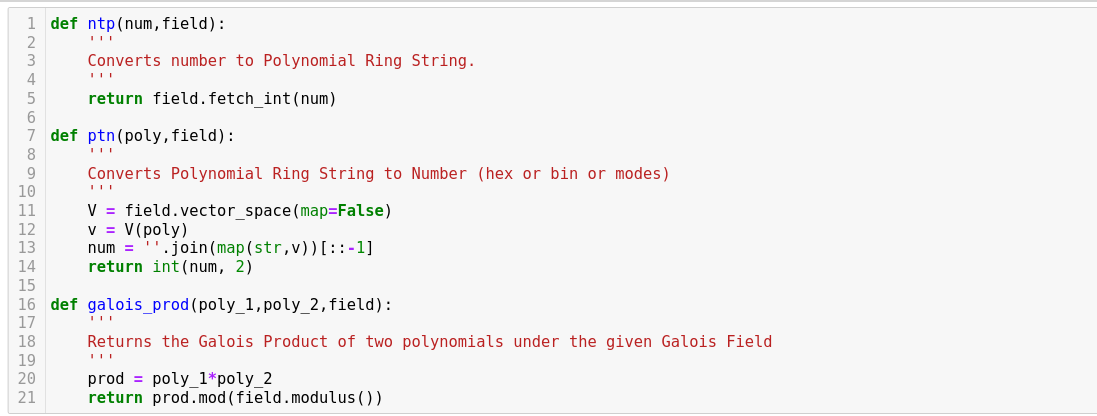 1 def ntp(num,field):
2     '''
3     Converts number to Polynomial Ring String.
4     '''
5     return field.fetch_int(num)
6
7 def ptn(poly,field):
8     '''
9     Converts Polynomial Ring String to Number (hex or bin or modes)
10     '''
11     V = field.vector_space(map=False)
12     v = V(poly)
13     num = ''.join(map(str,v))[::-1]
14     return int(num, 2)
15
16 def galois_prod(poly_1,poly_2,field):
17     '''
18     Returns the Galois Product of two polynomials under the given Galois Field
19     '''
20     prod = poly_1*poly_2
21     return prod.mod(field.modulus())